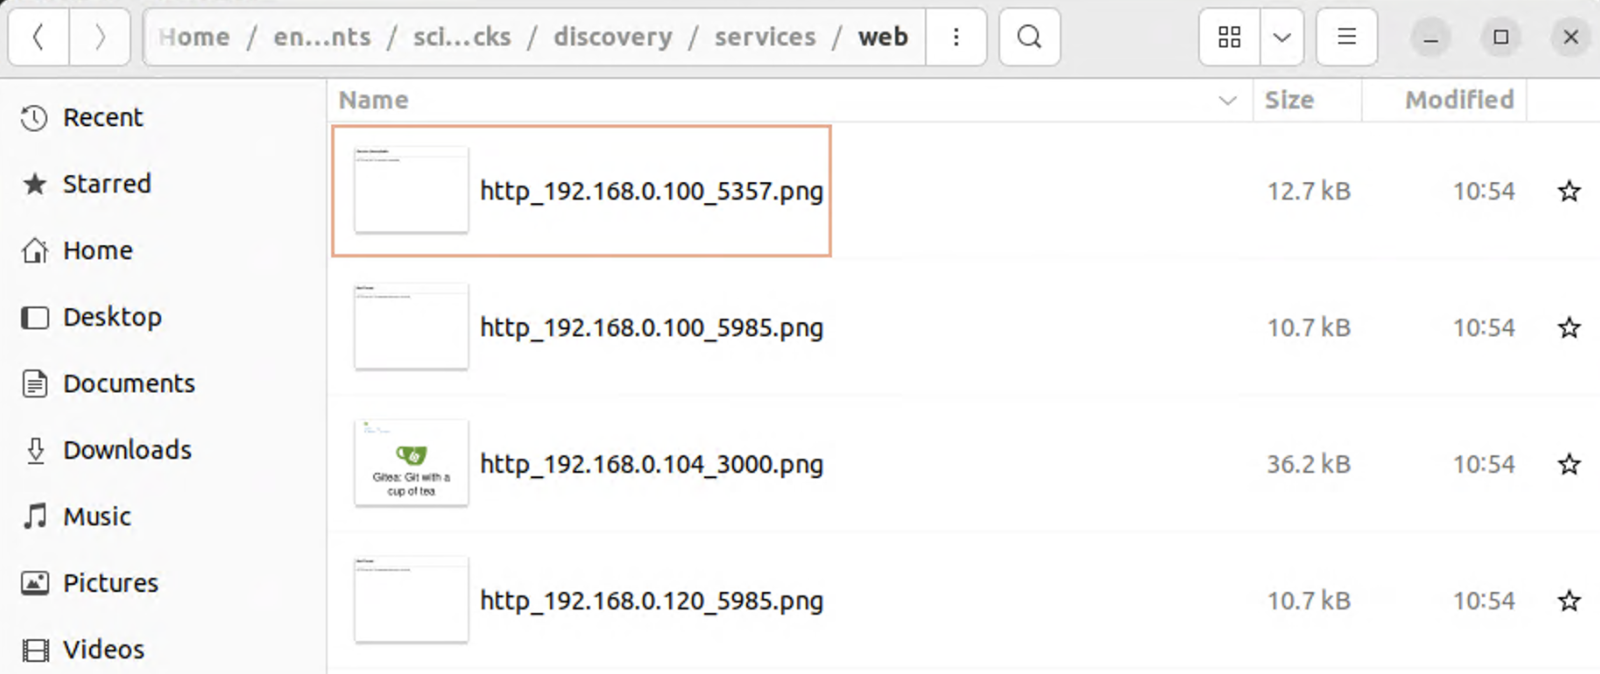 Home / en...nts / sci...cks / discovery / services / web
Name Size Modified
Recent
Starred
Home
Desktop
Documents
Downloads
Music
Pictures
Videos
http_192.168.0.100_5357.png 12.7 kB 10:54
http_192.168.0.100_5985.png 10.7 kB 10:54
Gitea: Git with a
cup of tea
http_192.168.0.104_3000.png 36.2 kB 10:54
http_192.168.0.120_5985.png 10.7 kB 10:54